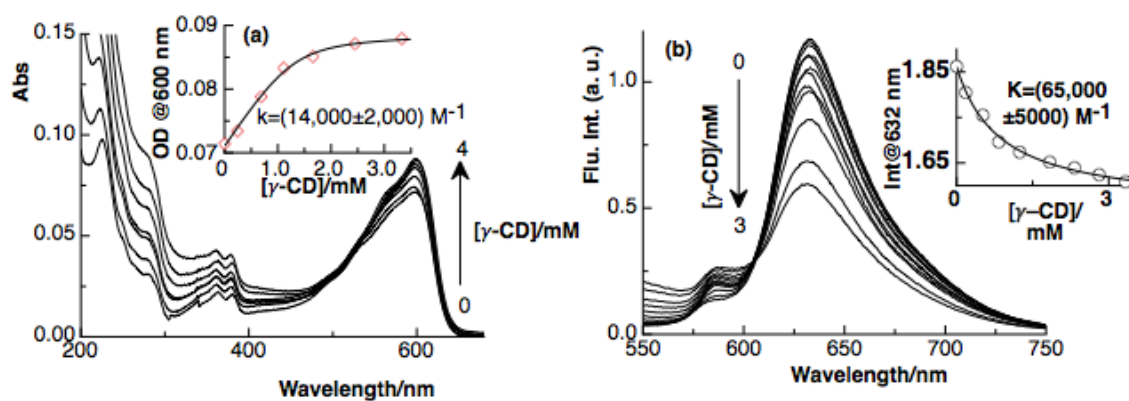 (a)
Abs
0.15
0.10
0.05
0.00
200
400
600
Wavelength/nm
OD @600 nm
0.09
0.08
0.07
0
1.0
2.0
3.0
[γ-CD]/mM
k=(14,000±2,000) M⁻¹
4
[γ-CD]/mM
0
(b)
Flu. Int. (a. u.)
1.0
0.5
0.0
550
600
650
700
750
Wavelength/nm
0
[γ-CD]/mM
3
Int@632 nm
1.85
1.65
0
3
[γ–CD]/
mM
K=(65,000
±5000) M⁻¹